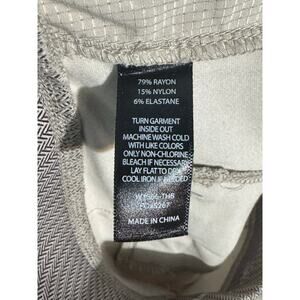 79% RAYON
15% NYLON
6% ELASTANE
TURN GARMENT
INSIDE OUT
MACHINE WASH COLD
WITH LIKE COLORS
ONLY NON-CHLORINE
BLEACH IF NECESSARY
LAY FLAT TO DRY
COOL IRON IF NEEDED
MADE IN CHINA